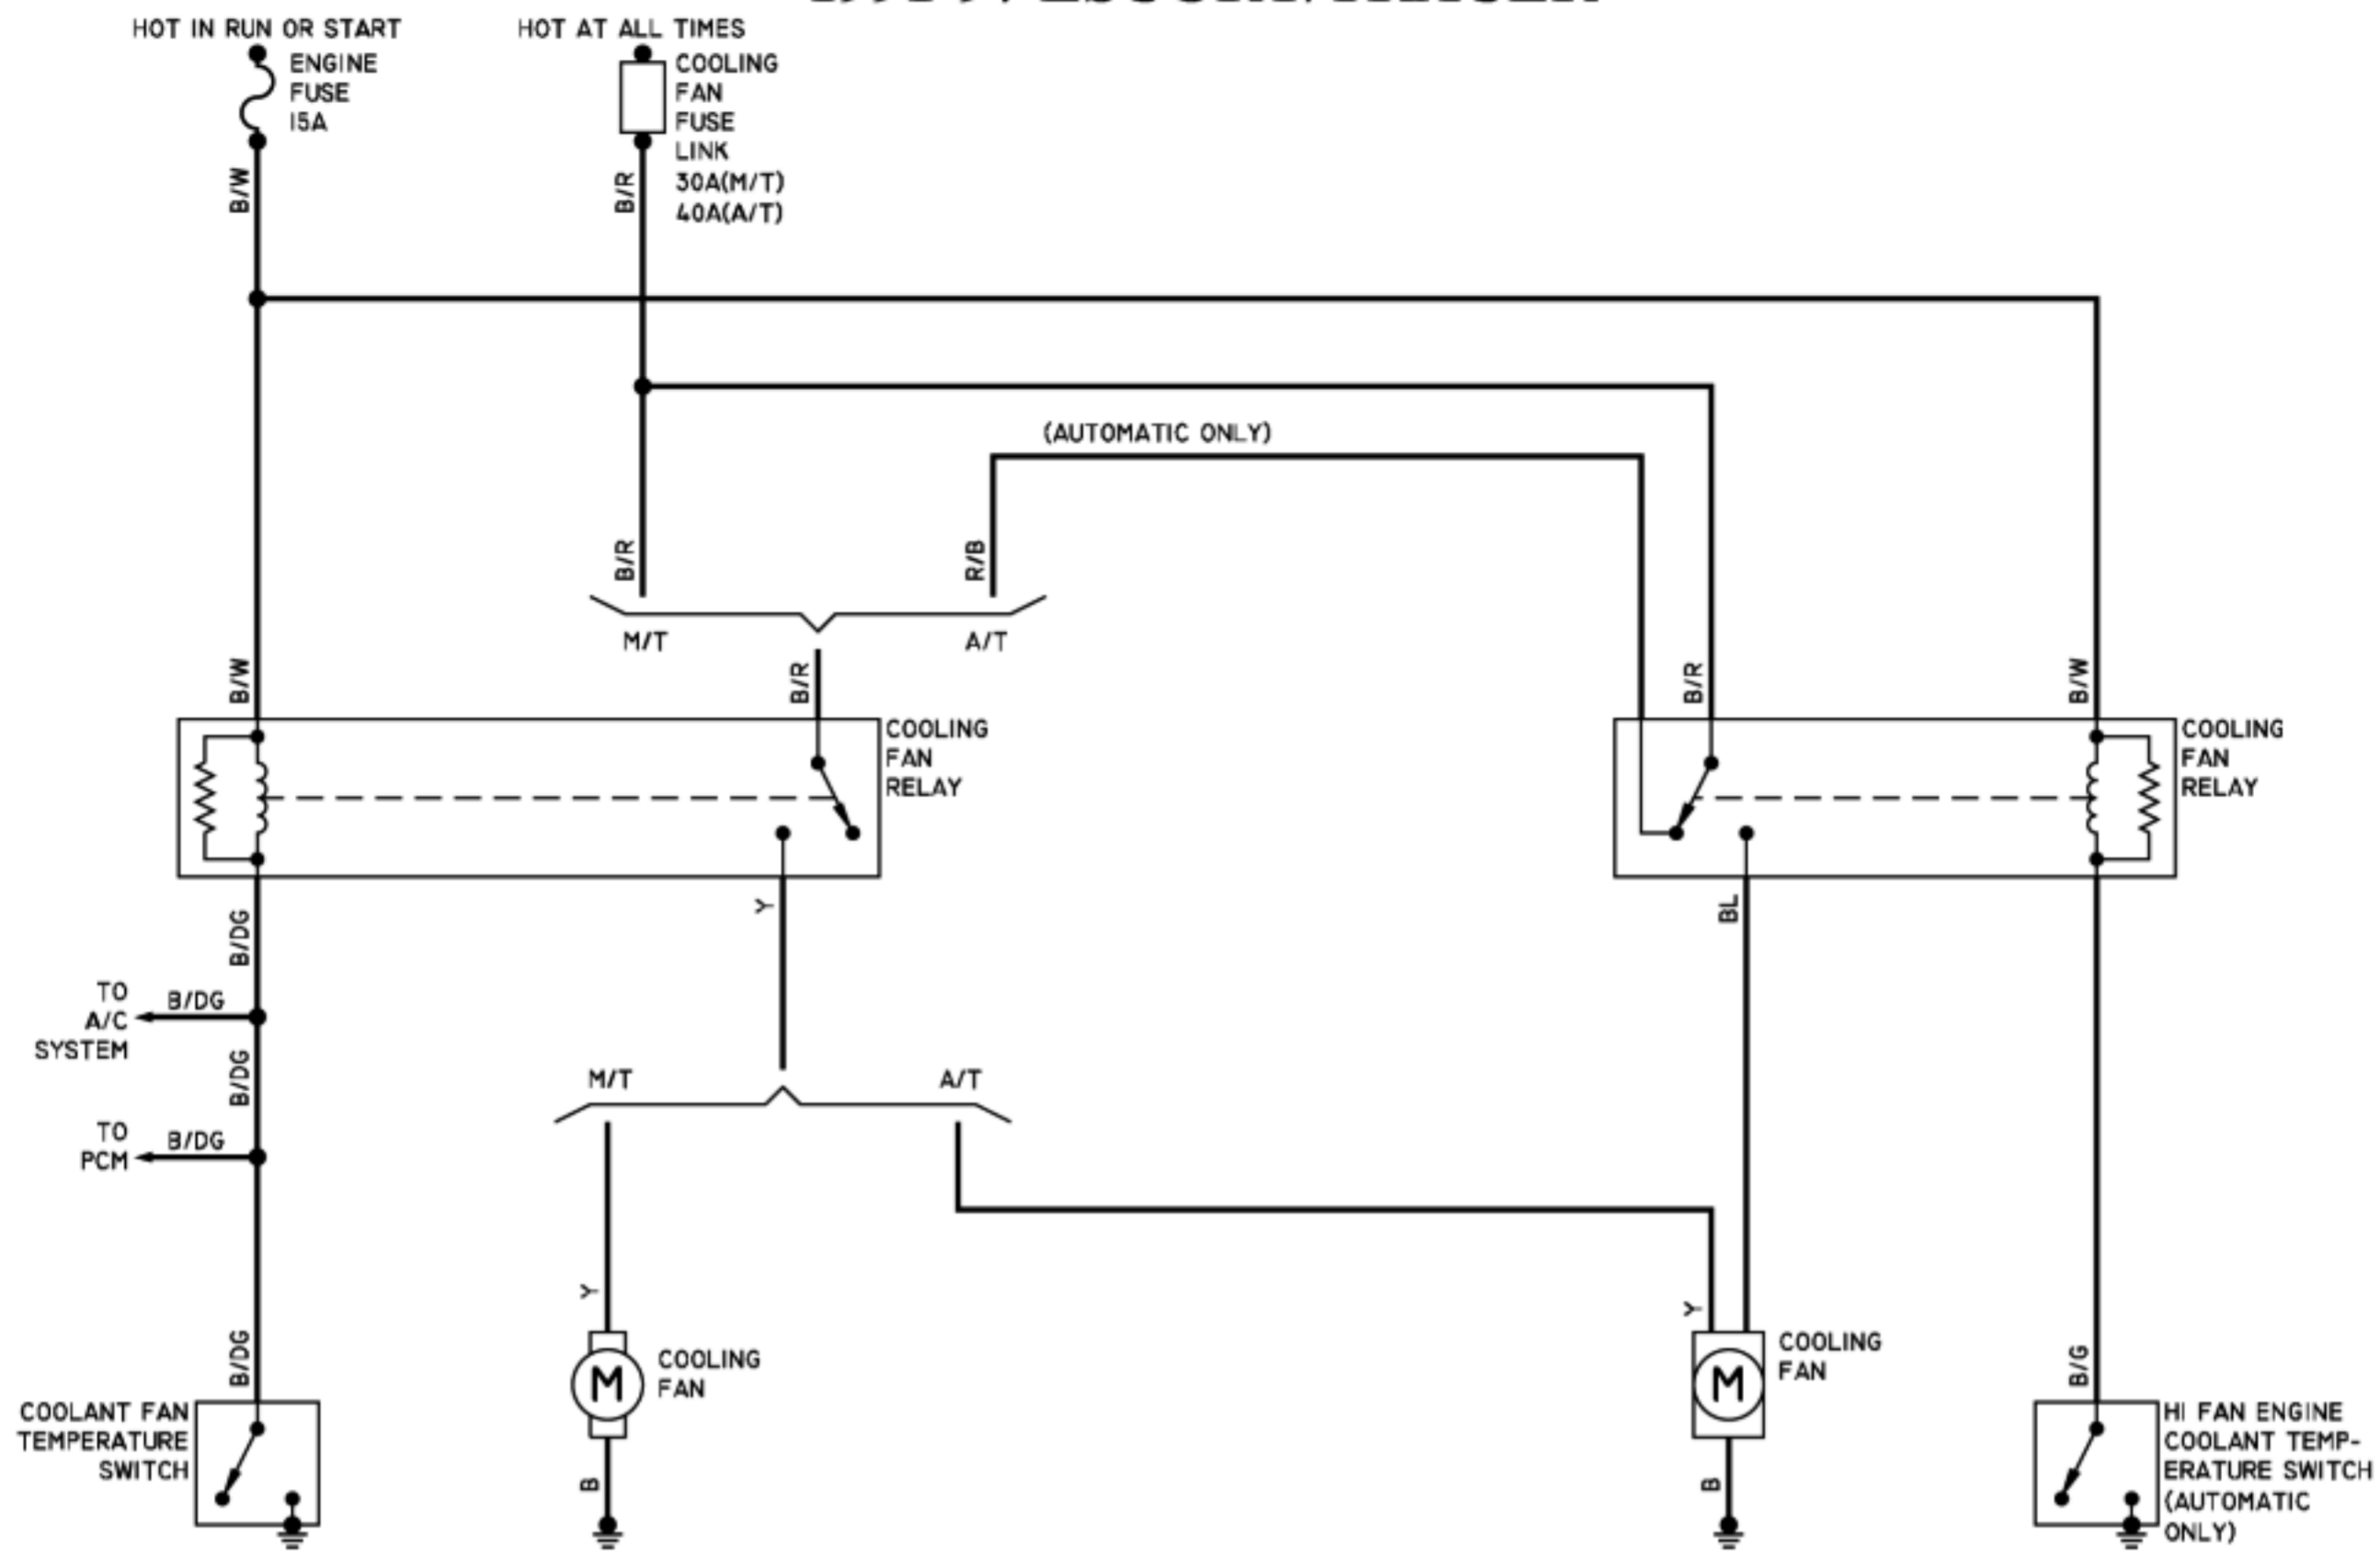 HOT IN RUN OR START
ENGINE
FUSE
15A
HOT AT ALL TIMES
COOLING
FAN
FUSE
LINK
30A(M/T)
40A(A/T)
B/W
B/R
(AUTOMATIC ONLY)
B/R
R/B
M/T
A/T
B/W
B/R
B/R
B/W
COOLING
FAN
RELAY
COOLING
FAN
RELAY
B/DG
Y
BL
TO
A/C
SYSTEM
B/DG
B/DG
M/T
A/T
TO
PCM
B/DG
Y
Y
B/DG
B/G
COOLING
FAN
M
COOLING
FAN
M
COOLANT FAN
TEMPERATURE
SWITCH
B
B
HI FAN ENGINE
COOLANT TEMP-
ERATURE SWITCH
(AUTOMATIC
ONLY)